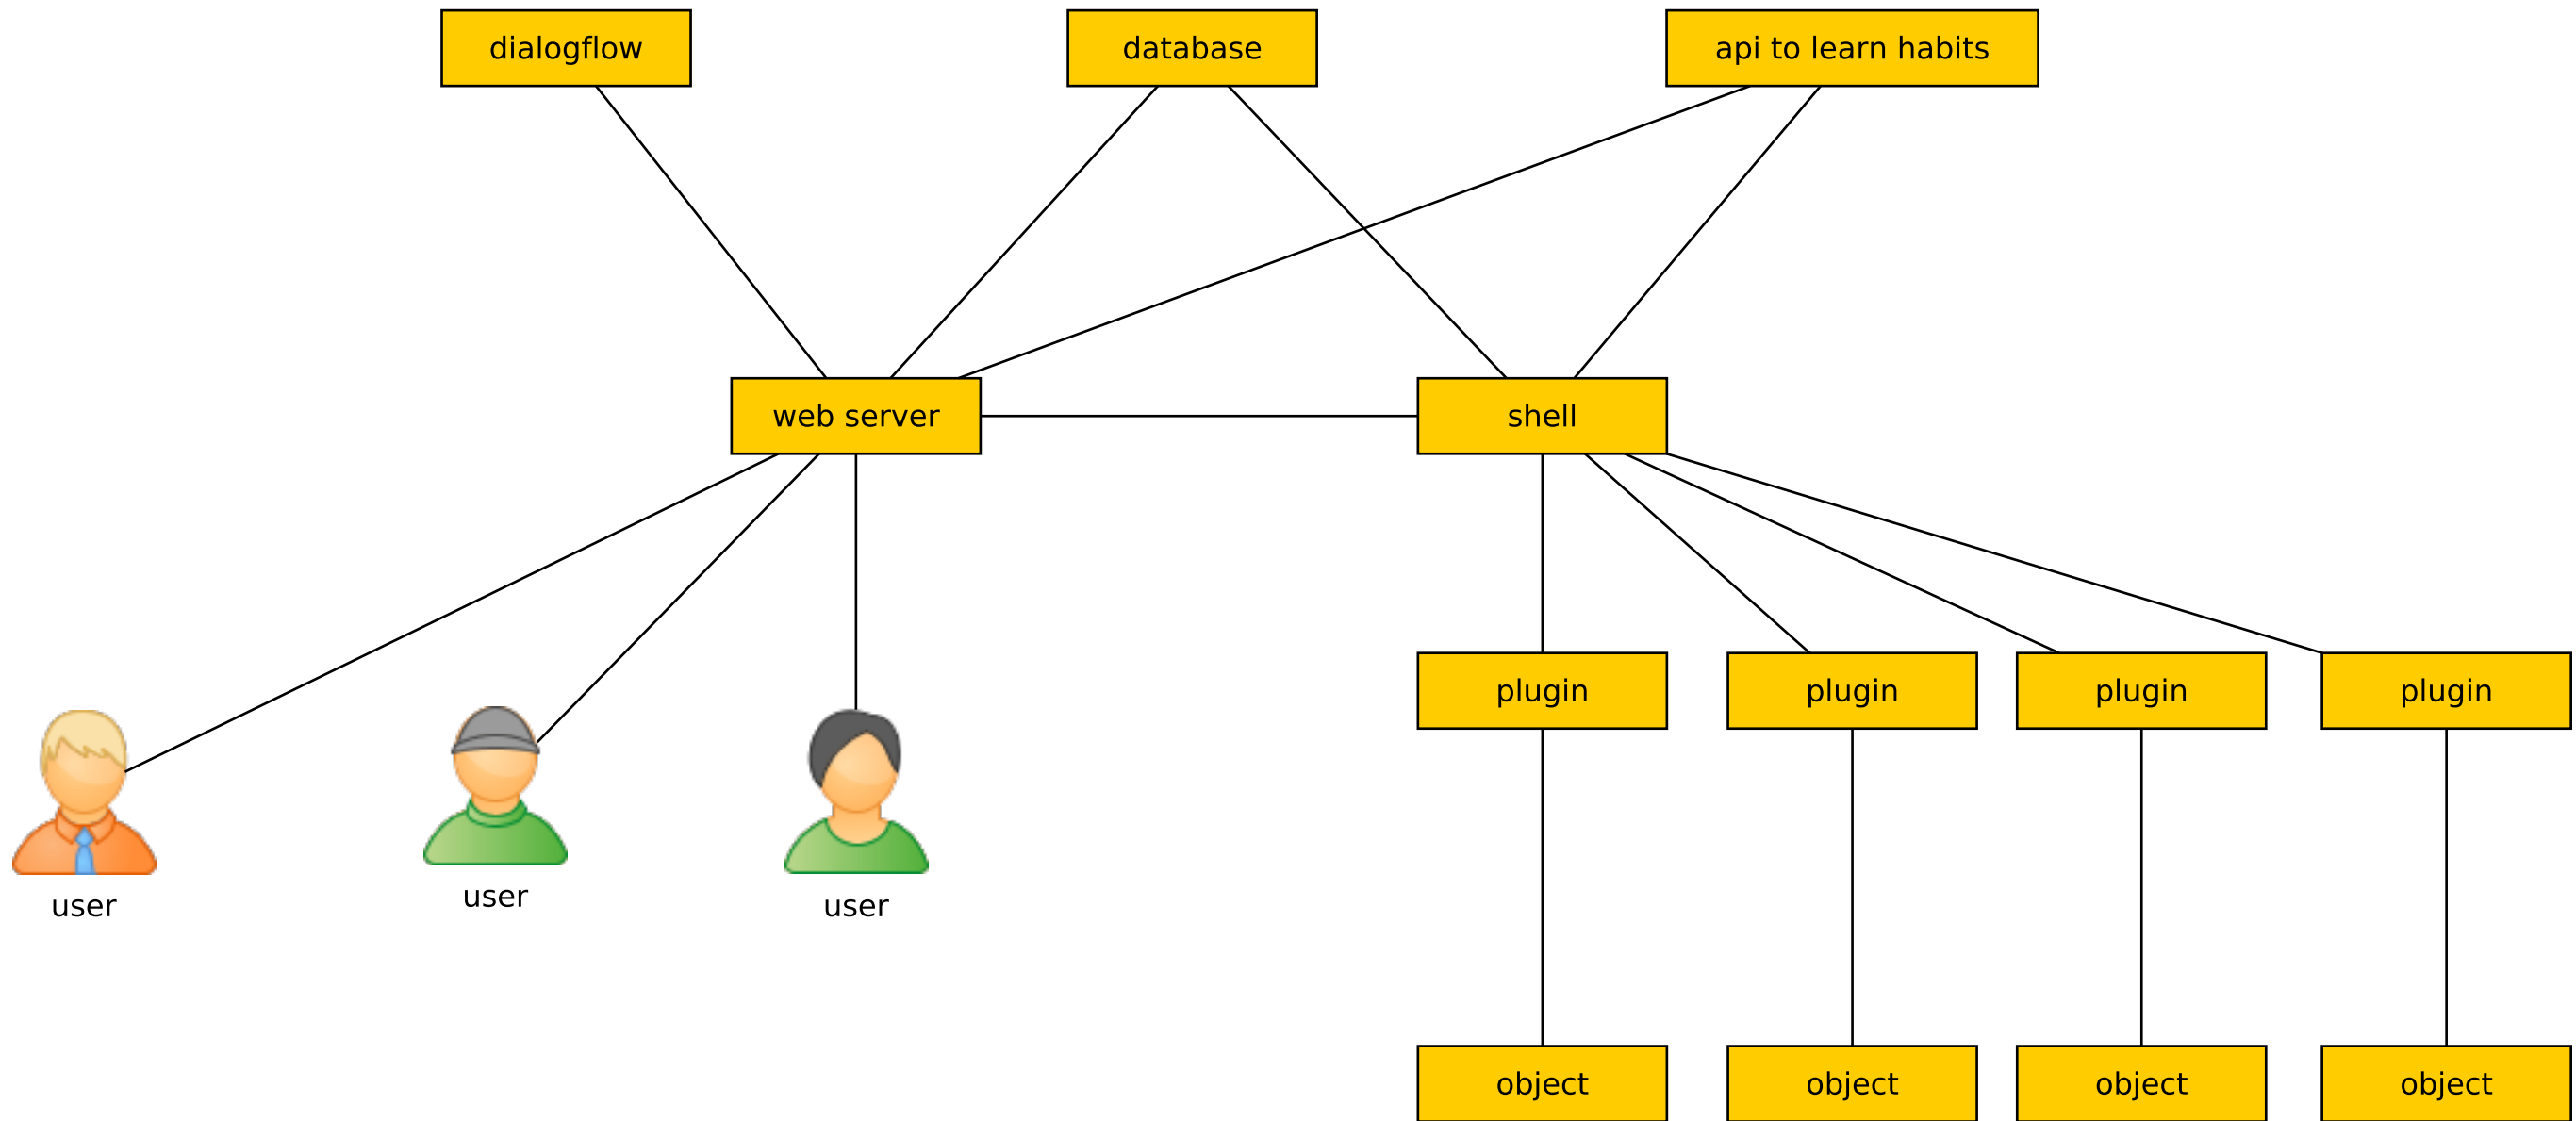 dialogflow
database
api to learn habits
web server
shell
plugin
plugin
plugin
plugin
user
user
user
object
object
object
object